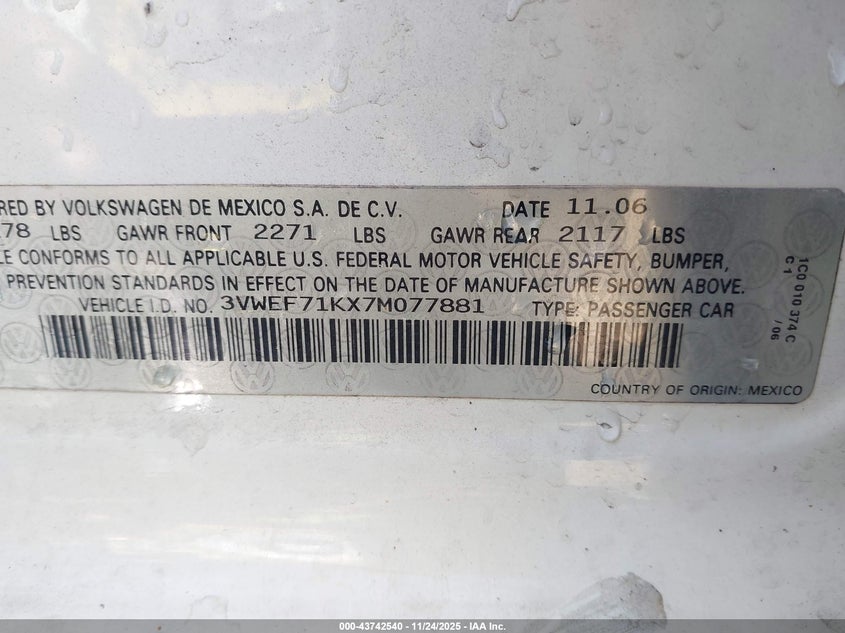 RED BY VOLKSWAGEN DE MEXICO S.A. DE C.V. DATE 11.06
78 LBS GAWR FRONT 2271 LBS GAWR REAR 2117 LBS
LE CONFORMS TO ALL APPLICABLE U.S. FEDERAL MOTOR VEHICLE SAFETY, BUMPER,
PREVENTION STANDARDS IN EFFECT ON THE DATE OF MANUFACTURE SHOWN ABOVE.
VEHICLE I.D. NO. 3VWEF71KX7M077881 TYPE: PASSENGER CAR
COUNTRY OF ORIGIN: MEXICO
1C0 010 374 C
C 1 /06
000-43742540 - 11/24/2025 - IAA Inc.